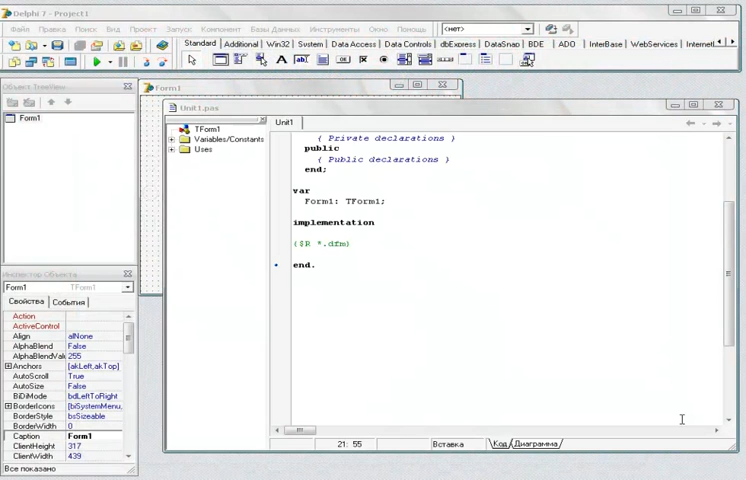 Delphi 7 - Project1
Файл Правка Поиск Вид Проект Запуск Компонент Базы Данных Инструменты Окно Помощь <нет>
Standard Additional Win32 System Data Access Data Controls dbExpress DataSnap BDE ADO InterBase WebServices InternetE
Объект TreeView
Form1
Form1
Unit1.pas
TForm1
Variables/Constants
Uses
Unit1
{ Private declarations }
public
{ Public declarations }
end;
var
Form1: TForm1;
implementation
{$R *.dfm}
end.
21: 55 Вставка Код Диаграмма
Инспектор Объекта
Form1 TForm1
Свойства События
Action
ActiveControl
Align alNone
AlphaBlend False
AlphaBlendValu 255
Anchors [akLeft,akTop]
AutoScroll True
AutoSize False
BiDiMode bdLeftToRight
BorderIcons [biSystemMenu,
BorderStyle bsSizeable
BorderWidth 0
Caption Form1
ClientHeight 317
ClientWidth 439
Все показано